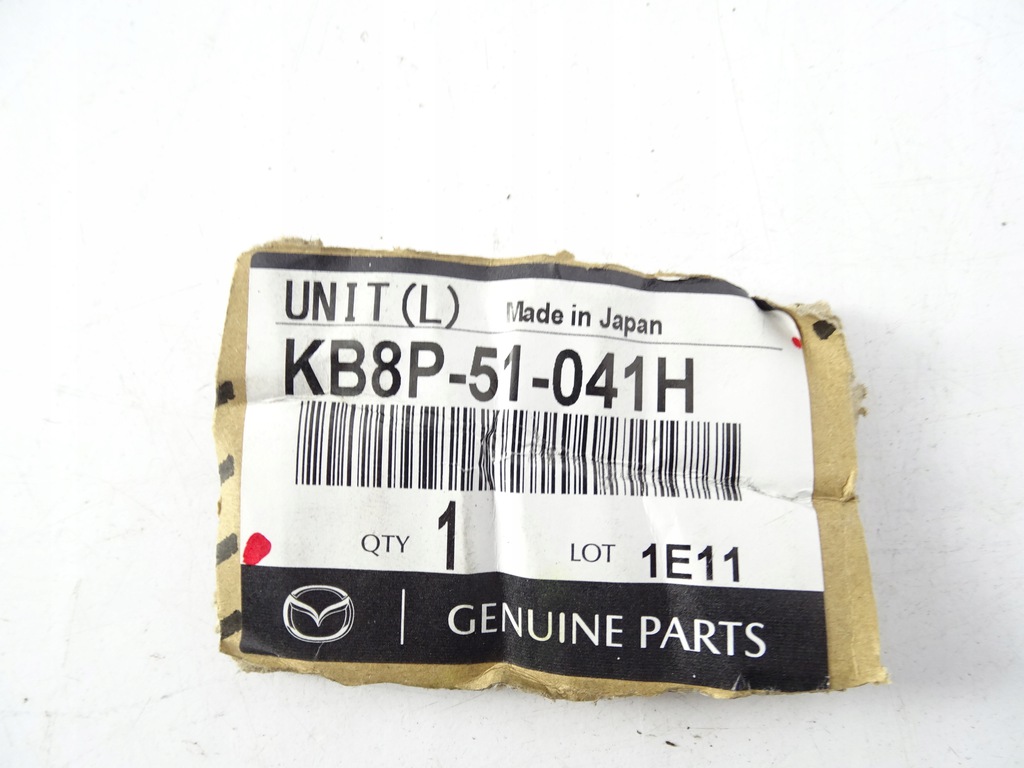 UNIT(L) Made in Japan
KB8P-51-041H
QTY 1 LOT 1E11
GENUINE PARTS